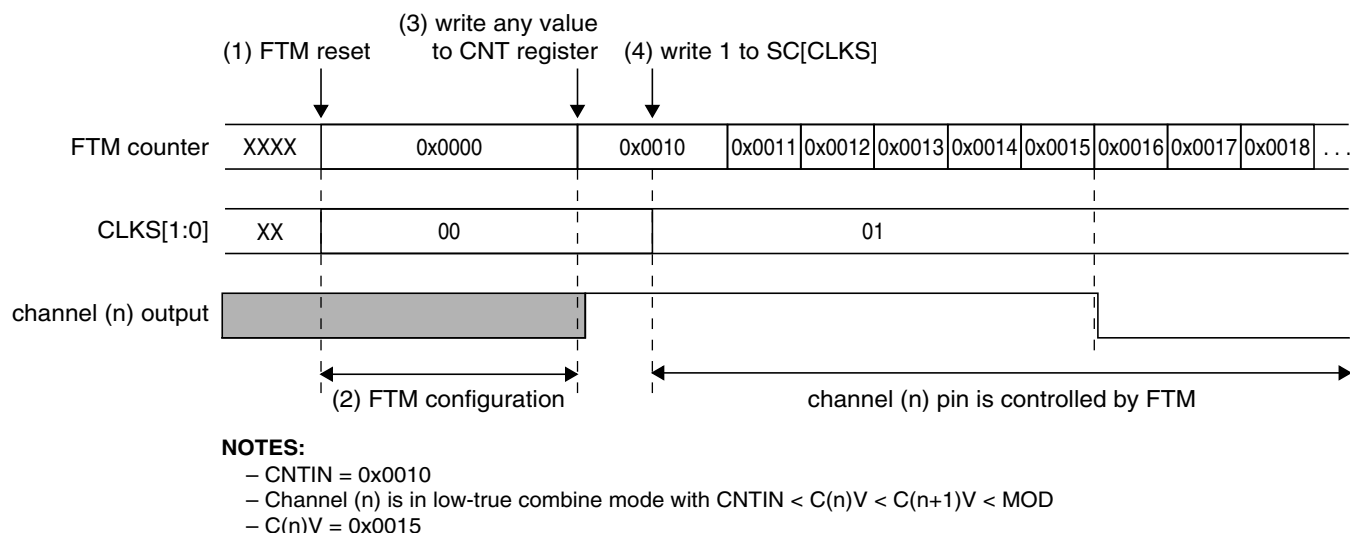 (3) write any value
(1) FTM reset to CNT register (4) write 1 to SC[CLKS]
FTM counter XXXX 0x0000 0x0010 0x0011 0x0012 0x0013 0x0014 0x0015 0x0016 0x0017 0x0018 . . .
CLKS[1:0] XX 00 01
channel (n) output
(2) FTM configuration channel (n) pin is controlled by FTM
NOTES:
– CNTIN = 0x0010
– Channel (n) is in low-true combine mode with CNTIN < C(n)V < C(n+1)V < MOD
– C(n)V = 0x0015